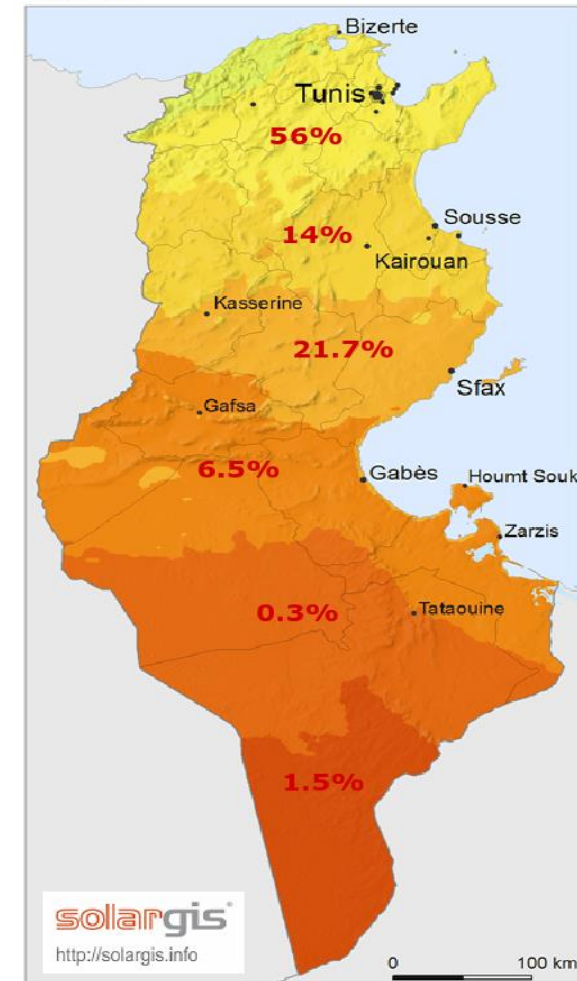 Bizerte
Tunis
56%
Sousse
14%
Kairouan
Kasserine
21.7%
Sfax
Gafsa
6.5%
Gabès
Houmt Souk
Zarzis
0.3%
Tataouine
1.5%
solargis
http://solargis.info
0 100 km